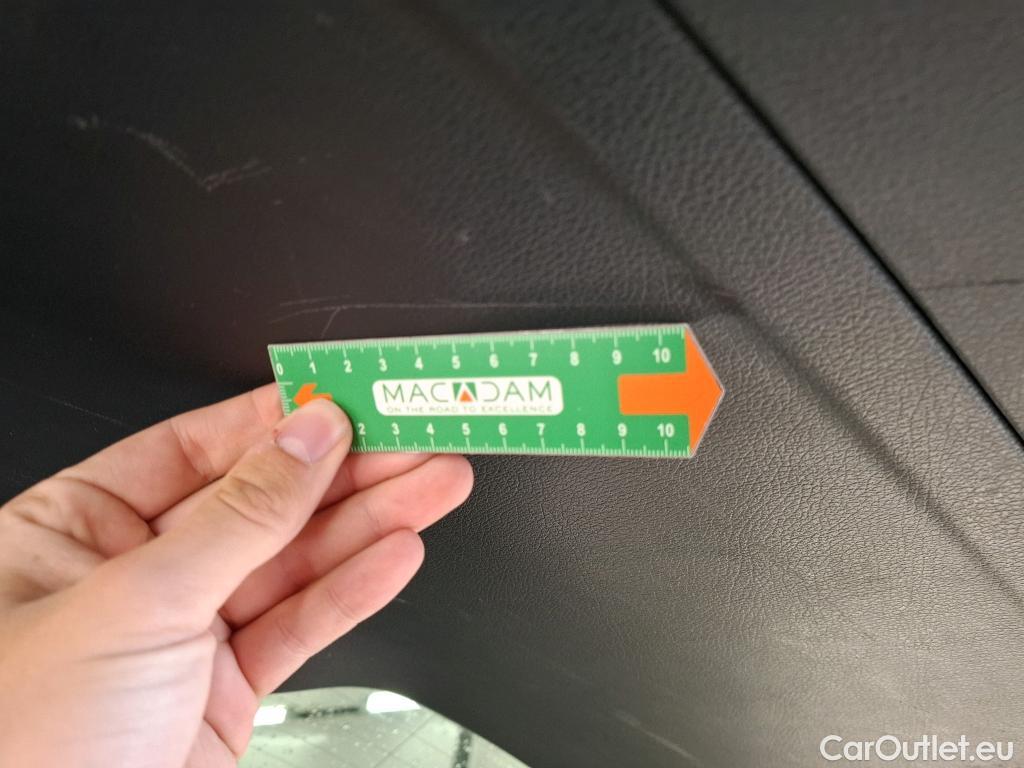 0 1 2 3 4 5 6 7 8 9 10
MACADAM
ON THE ROAD TO EXCELLENCE
2 3 4 5 6 7 8 9 10
CarOutlet.eu